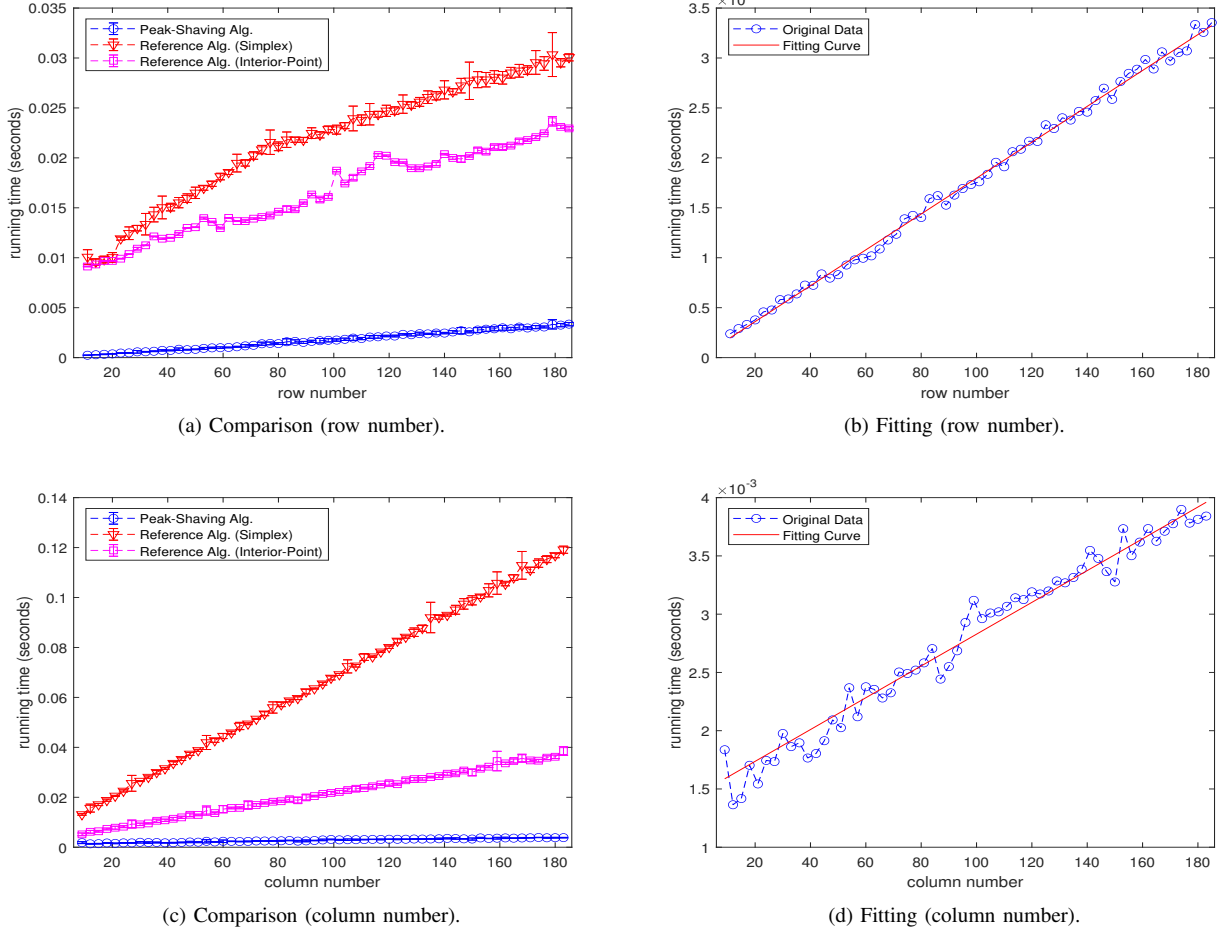 Peak-Shaving Alg.
Reference Alg. (Simplex)
Reference Alg. (Interior-Point)
0.035
0.03
0.025
0.02
0.015
0.01
0.005
0
20 40 60 80 100 120 140 160 180
row number
running time (seconds)
(a) Comparison (row number).
Original Data
Fitting Curve
3.5
3
2.5
2
1.5
1
0.5
0
20 40 60 80 100 120 140 160 180
row number
running time (seconds)
(b) Fitting (row number).
Peak-Shaving Alg.
Reference Alg. (Simplex)
Reference Alg. (Interior-Point)
0.14
0.12
0.1
0.08
0.06
0.04
0.02
0
20 40 60 80 100 120 140 160 180
column number
running time (seconds)
(c) Comparison (column number).
×10⁻³
Original Data
Fitting Curve
4
3.5
3
2.5
2
1.5
1
20 40 60 80 100 120 140 160 180
column number
running time (seconds)
(d) Fitting (column number).